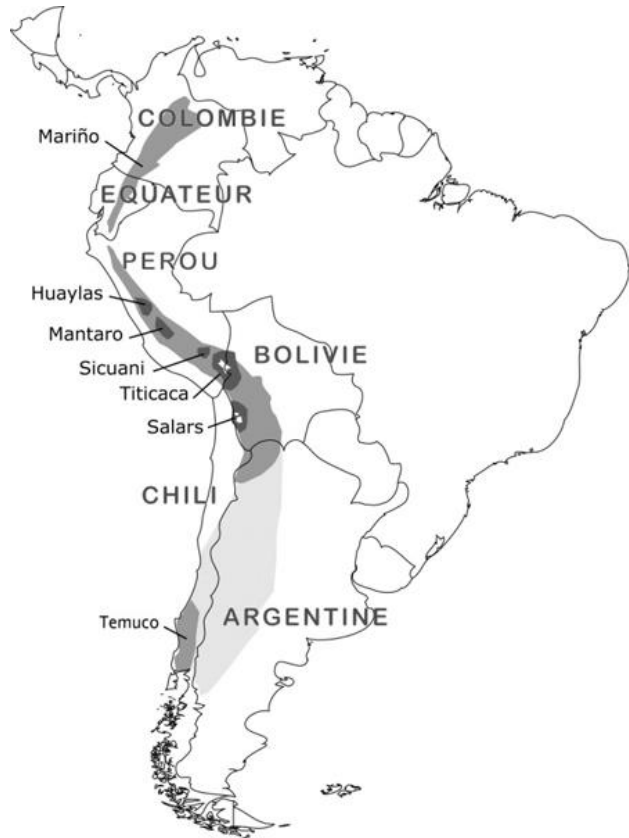 COLOMBIE
Mariño
EQUATEUR
PEROU
Huaylas
Mantaro
BOLIVIE
Sicuani
Titicaca
Salars
CHILI
Temuco
ARGENTINE